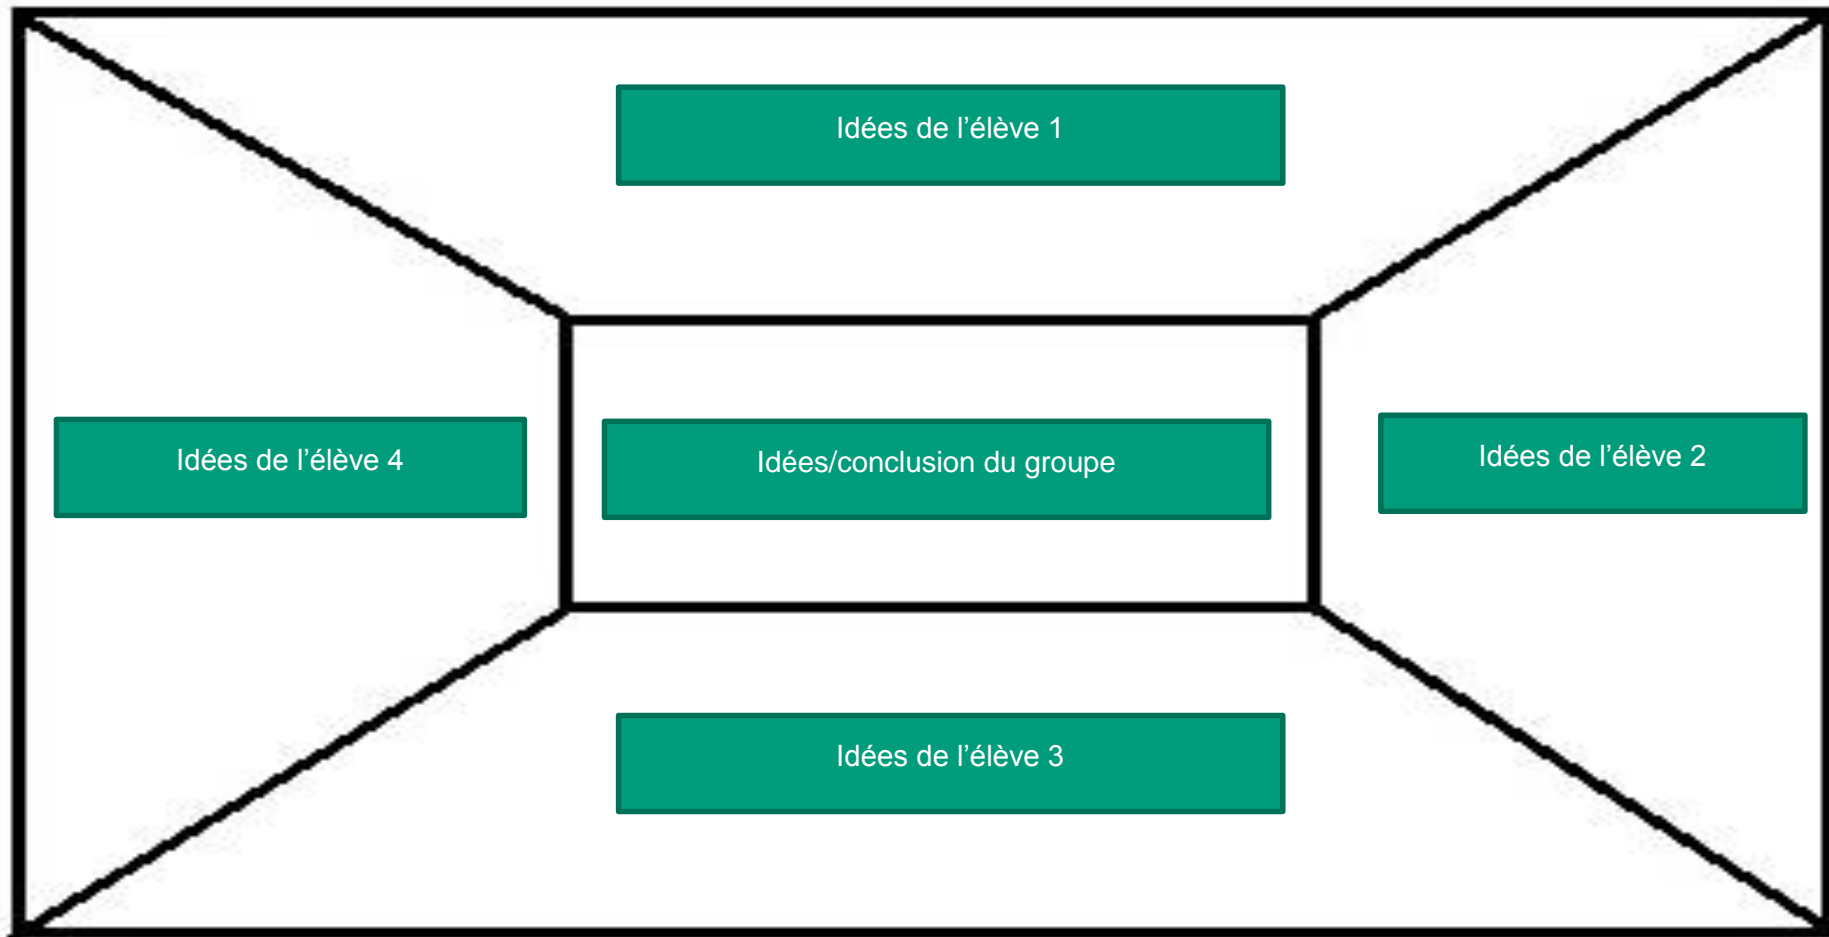 Idées de l’élève 1
Idées de l’élève 4
Idées/conclusion du groupe
Idées de l’élève 2
Idées de l’élève 3